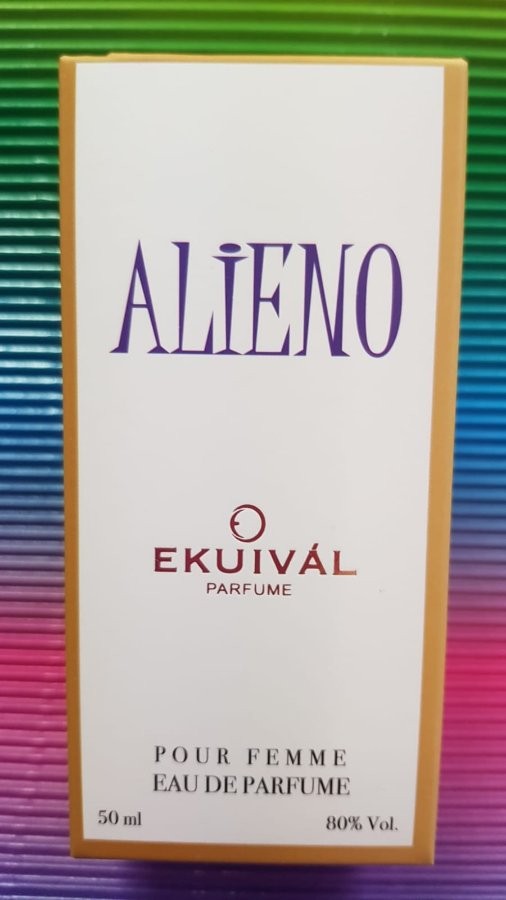 ALiENO
EKUIVÁL
PARFUME
POUR FEMME
EAU DE PARFUME
50 ml
80% Vol.